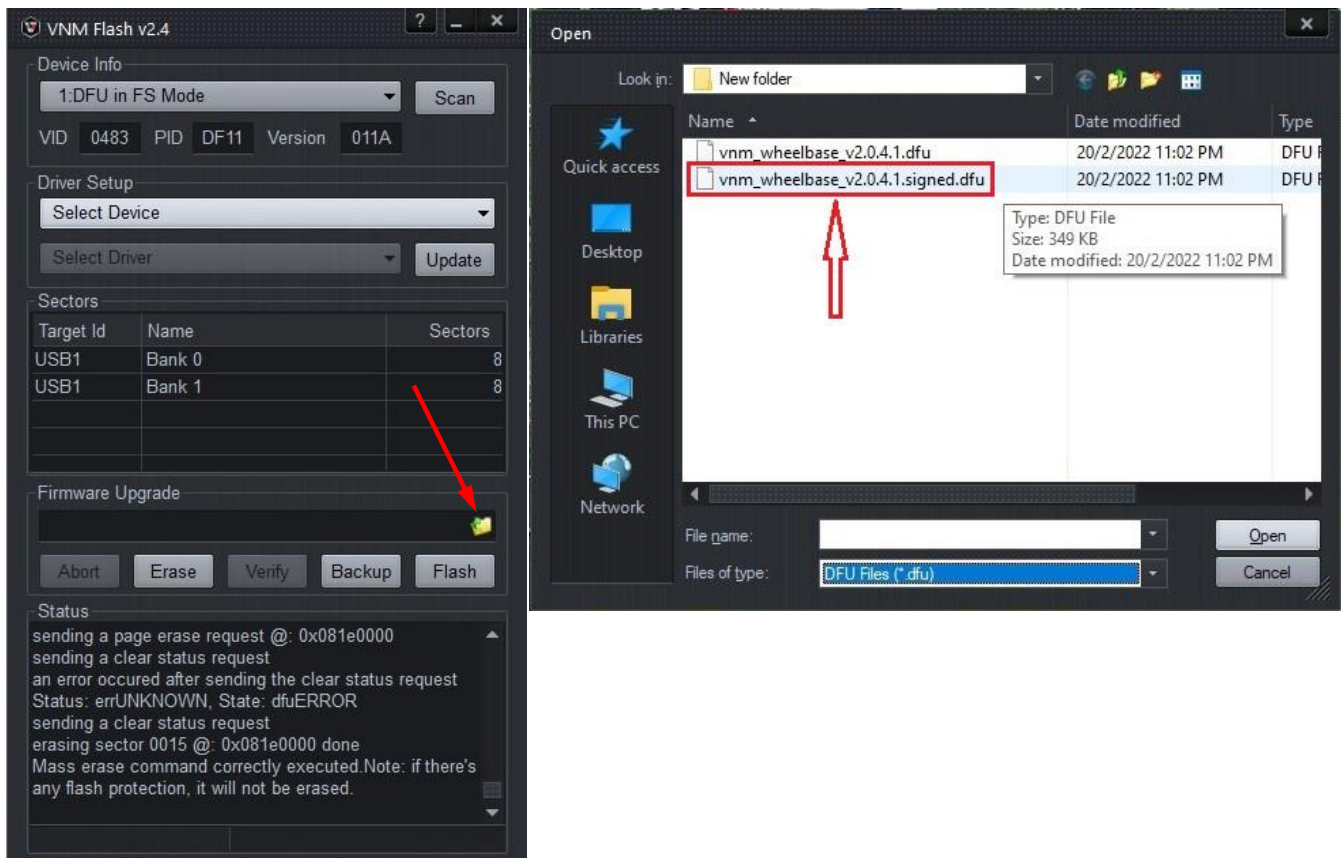 VNM Flash v2.4
?
Device Info
1:DFU in FS Mode
Scan
VID 0483 PID DF11 Version 011A
Driver Setup
Select Device
Select Driver
Update
Sectors
Target Id Name Sectors
USB1 Bank 0 8
USB1 Bank 1 8
Firmware Upgrade
Abort Erase Verify Backup Flash
Status
sending a page erase request @: 0x081e0000
sending a clear status request
an error occured after sending the clear status request
Status: errUNKNOWN, State: dfuERROR
sending a clear status request
erasing sector 0015 @: 0x081e0000 done
Mass erase command correctly executed.Note: if there's
any flash protection, it will not be erased.
Open
Look in: New folder
Name Date modified Type
vnm_wheelbase_v2.0.4.1.dfu 20/2/2022 11:02 PM DFU F
vnm_wheelbase_v2.0.4.1.signed.dfu 20/2/2022 11:02 PM DFU F
Type: DFU File
Size: 349 KB
Date modified: 20/2/2022 11:02 PM
Quick access
Desktop
Libraries
This PC
Network
File name:
Open
Files of type: DFU Files (*.dfu)
Cancel